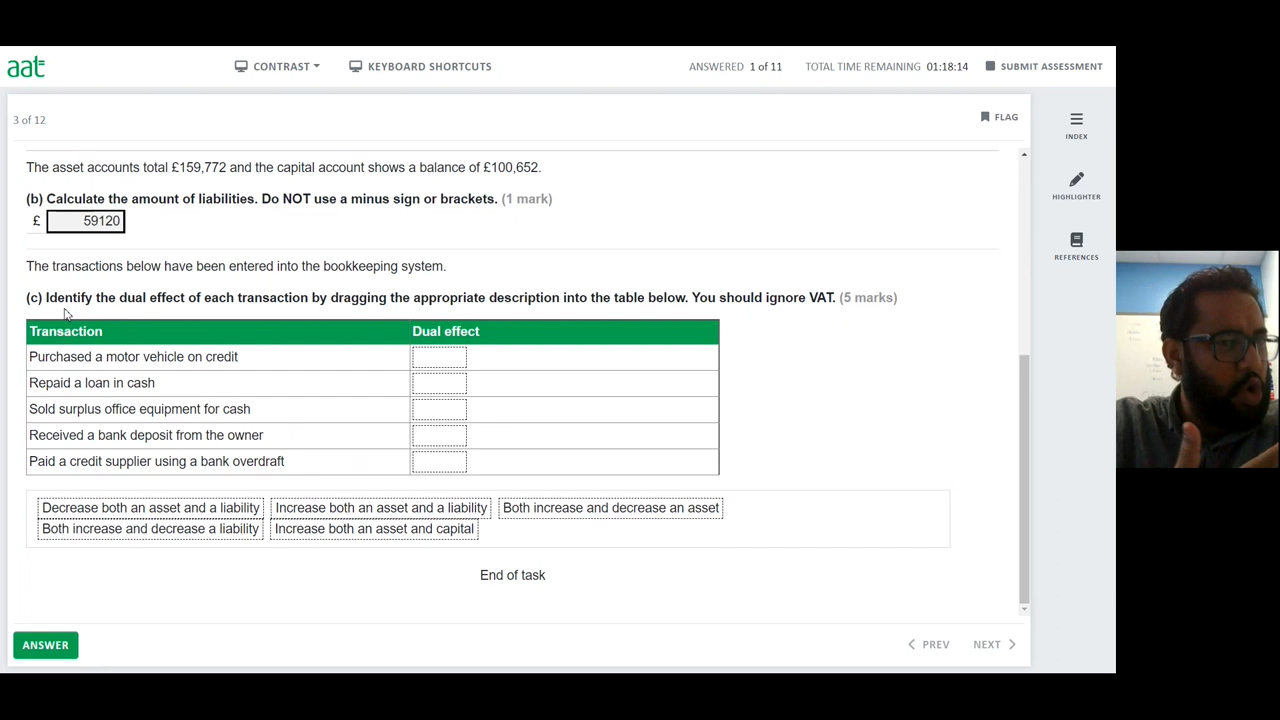 aat
CONTRAST
KEYBOARD SHORTCUTS
ANSWERED 1 of 11
TOTAL TIME REMAINING 01:18:14
SUBMIT ASSESSMENT
3 of 12
FLAG
INDEX
HIGHLIGHTER
REFERENCES
The asset accounts total £159,772 and the capital account shows a balance of £100,652.
(b) Calculate the amount of liabilities. Do NOT use a minus sign or brackets. (1 mark)
£ 59120
The transactions below have been entered into the bookkeeping system.
(c) Identify the dual effect of each transaction by dragging the appropriate description into the table below. You should ignore VAT. (5 marks)
Transaction Dual effect
Purchased a motor vehicle on credit
Repaid a loan in cash
Sold surplus office equipment for cash
Received a bank deposit from the owner
Paid a credit supplier using a bank overdraft
Decrease both an asset and a liability Increase both an asset and a liability Both increase and decrease an asset
Both increase and decrease a liability Increase both an asset and capital
End of task
ANSWER
PREV NEXT